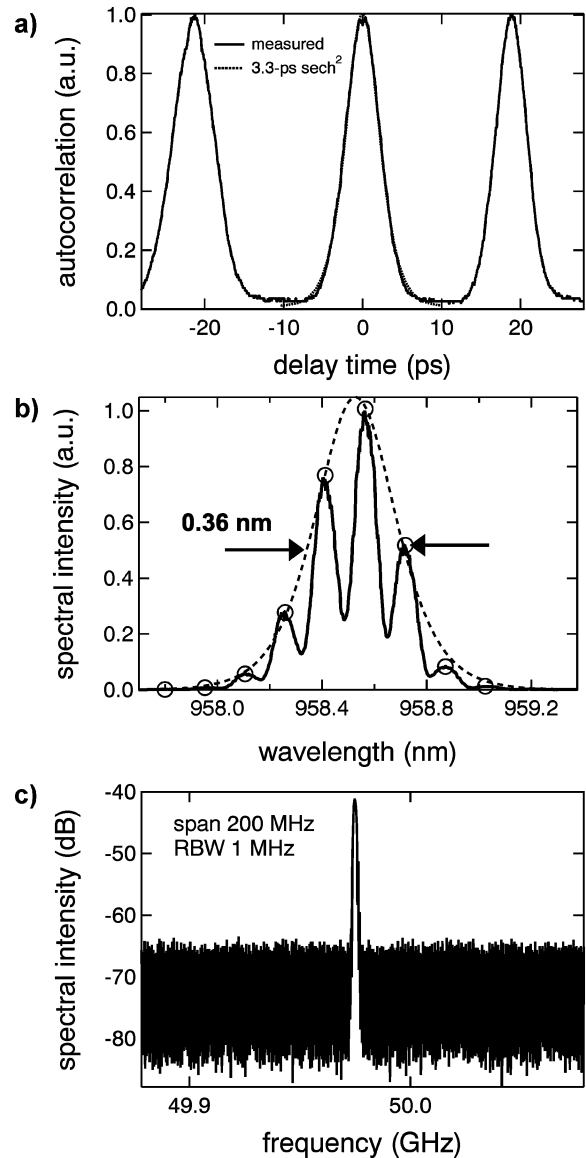 a)
autocorrelation (a.u.)
1.0
0.8
0.6
0.4
0.2
0.0
measured
3.3-ps sech²
-20
-10
0
10
20
delay time (ps)
b)
spectral intensity (a.u.)
1.0
0.8
0.6
0.4
0.2
0.0
0.36 nm
958.0
958.4
958.8
959.2
wavelength (nm)
c)
spectral intensity (dB)
-40
-50
-60
-70
-80
span 200 MHz
RBW 1 MHz
49.9
50.0
frequency (GHz)